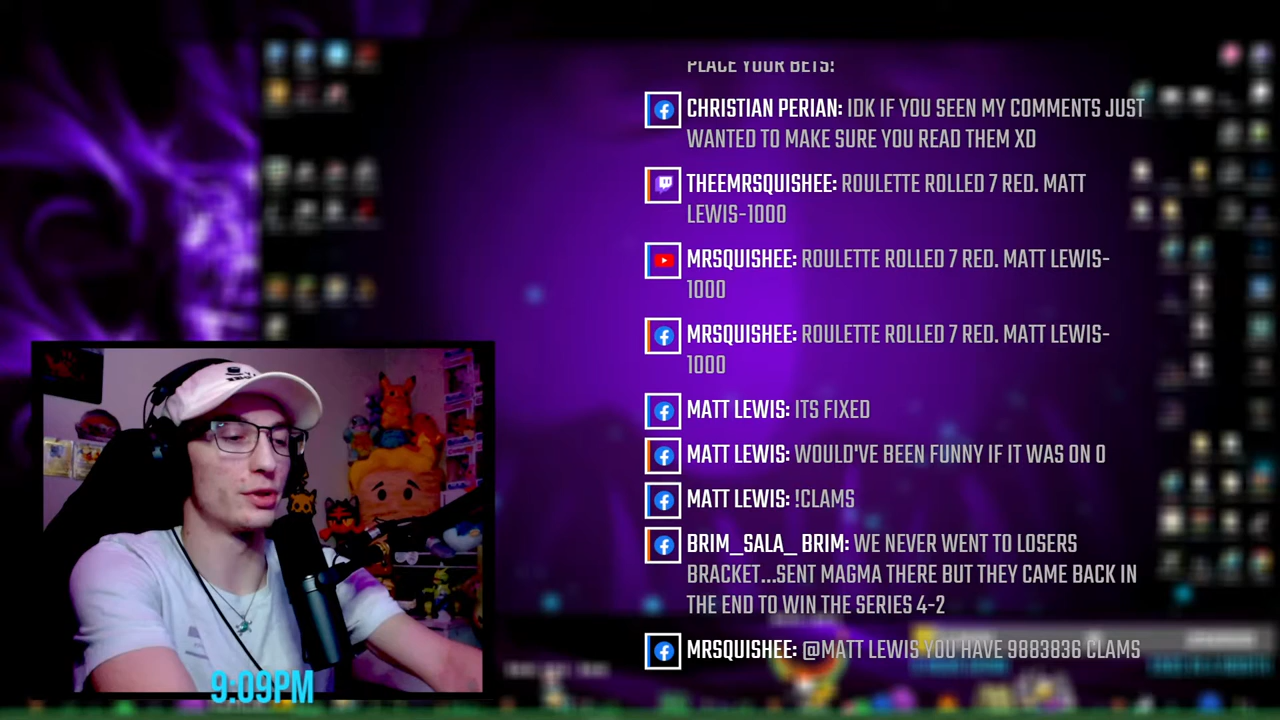 PLACE YOUR BETS!
CHRISTIAN PERIAN: IDK IF YOU SEEN MY COMMENTS JUST
WANTED TO MAKE SURE YOU READ THEM XD
THEEMRSQUISHEE: ROULETTE ROLLED 7 RED. MATT
LEWIS-1000
MRSQUISHEE: ROULETTE ROLLED 7 RED. MATT LEWIS-
1000
MRSQUISHEE: ROULETTE ROLLED 7 RED. MATT LEWIS-
1000
MATT LEWIS: ITS FIXED
MATT LEWIS: WOULD'VE BEEN FUNNY IF IT WAS ON 0
MATT LEWIS: !CLAMS
BRIM_SALA_ BRIM: WE NEVER WENT TO LOSERS
BRACKET...SENT MAGMA THERE BUT THEY CAME BACK IN
THE END TO WIN THE SERIES 4-2
MRSQUISHEE: @MATT LEWIS YOU HAVE 9883836 CLAMS
9:09PM